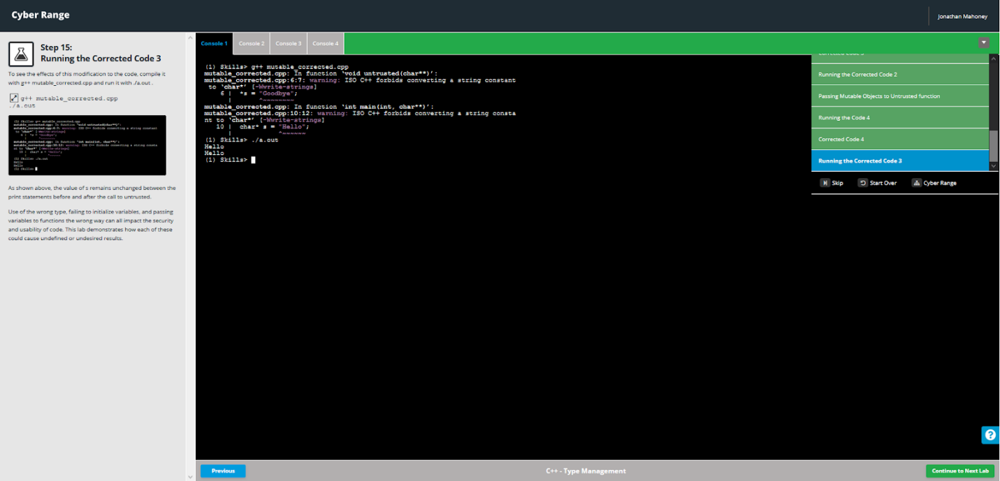 Cyber Range
Jonathan Mahoney
Step 15:
Running the Corrected Code 3
To see the effects of this modification to the code, compile it
with g++ mutable_corrected.cpp and run it with ./a.out .
g++ mutable_corrected.cpp
./a.out
(1) Skills> g++ mutable_corrected.cpp
mutable_corrected.cpp: In function 'void untrusted(char**)':
mutable_corrected.cpp:6:7: warning: ISO C++ forbids converting a string constant
to 'char*' [-Wwrite-strings]
6 | *s = "Goodbye";
| ^~~~~~~~~
mutable_corrected.cpp: In function 'int main(int, char**)':
mutable_corrected.cpp:10:12: warning: ISO C++ forbids converting a string consta
nt to 'char*' [-Wwrite-strings]
10 | char* s = "Hello";
| ^~~~~~~
(1) Skills> ./a.out
Hello
Hello
(1) Skills>
As shown above, the value of s remains unchanged between the
print statements before and after the call to untrusted.
Use of the wrong type, failing to initialize variables, and passing
variables to functions the wrong way can all impact the security
and usability of code. This lab demonstrates how each of these
could cause undefined or undesired results.
Console 1
Console 2
Console 3
Console 4
(1) Skills> g++ mutable_corrected.cpp
mutable_corrected.cpp: In function 'void untrusted(char**)':
mutable_corrected.cpp:6:7: warning: ISO C++ forbids converting a string constant
to 'char*' [-Wwrite-strings]
6 | *s = "Goodbye";
| ^~~~~~~~~
mutable_corrected.cpp: In function 'int main(int, char**)':
mutable_corrected.cpp:10:12: warning: ISO C++ forbids converting a string consta
nt to 'char*' [-Wwrite-strings]
10 | char* s = "Hello";
| ^~~~~~~
(1) Skills> ./a.out
Hello
Hello
(1) Skills>
Running the Corrected Code 2
Passing Mutable Objects to Untrusted function
Running the Code 4
Corrected Code 4
Running the Corrected Code 3
Skip
Start Over
Cyber Range
?
Previous
C++ - Type Management
Continue to Next Lab